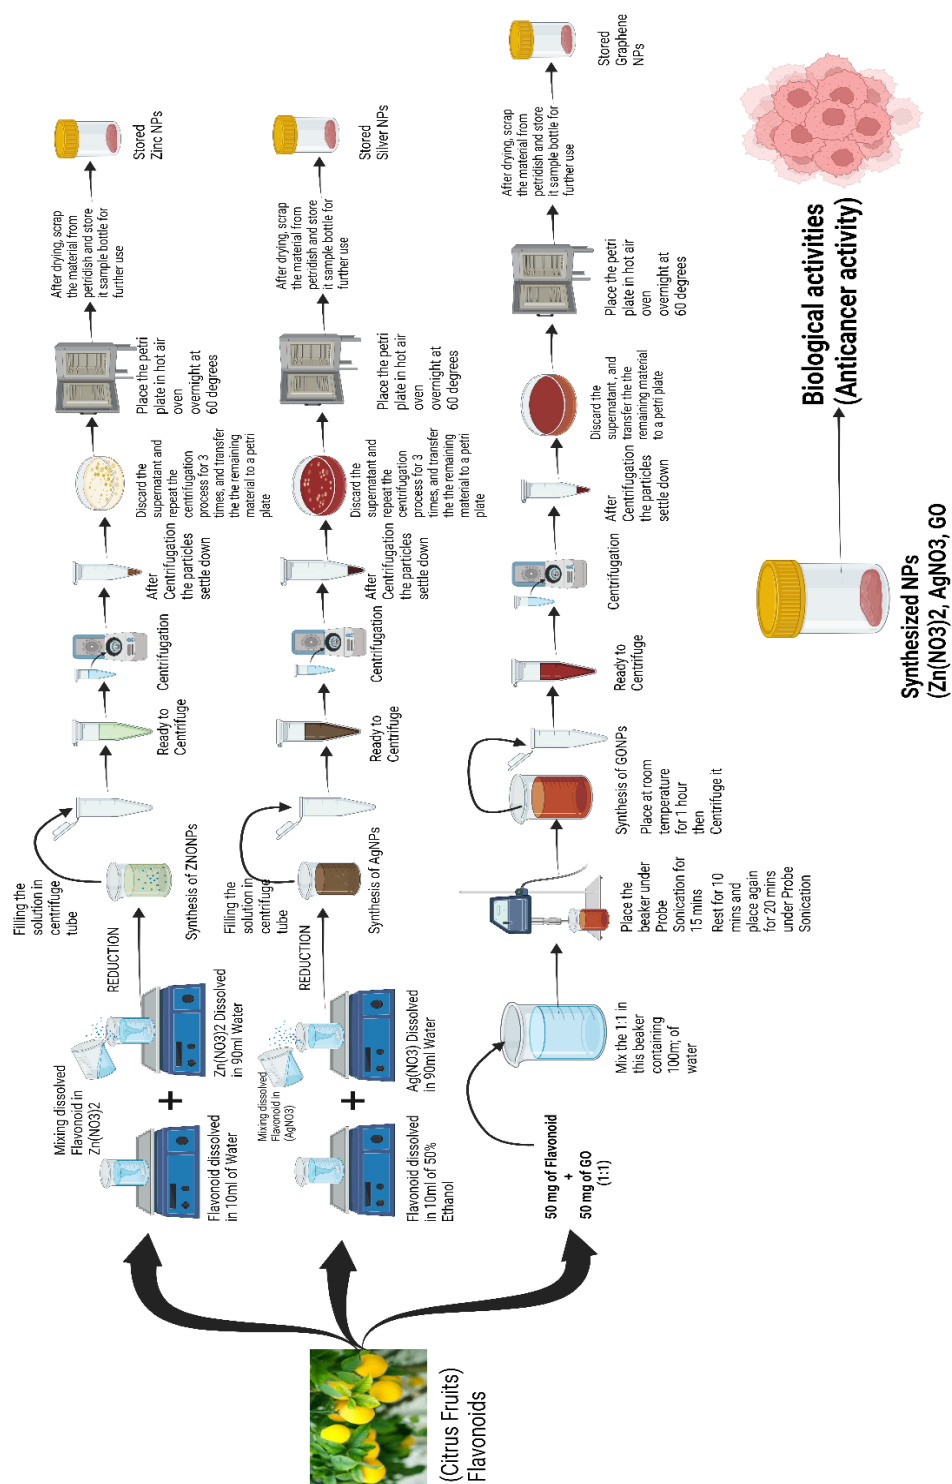 (Citrus Fruits)
Flavonoids
Mixing dissolved
Flavonoid in
Zn(NO3)2
Flavonoid dissolved
in 10ml of Water
+
Zn(NO3)2 Dissolved
in 90ml Water
REDUCTION
Filling the
solution in
centrifuge
tube
Synthesis of ZNONPs
Ready to
Centrifuge
Centrifugation
After
Centrifugation
the particles
settle down
Discard the
supernatant and
repeat the
centrifugation
process for 3
times, and transfer
the the remaining
material to a petri
plate
Place the petri
plate in hot air
oven
overnight at
60 degrees
After drying, scrap
the material from
petridish and store
it sample bottle for
further use
Stored
Zinc NPs
Mixing dissolved
Flavonoid in
(AgNO3)
Flavonoid dissolved
in 10ml of 50%
Ethanol
+
Ag(NO3) Dissolved
in 90ml Water
REDUCTION
Filling the
solution in
centrifuge
tube
Synthesis of AgNPs
Ready to
Centrifuge
Centrifugation
After
Centrifugation
the particles
settle down
Discard the
supernatant and
repeat the
centrifugation
process for 3
times, and transfer
the the remaining
material to a petri
plate
Place the petri
plate in hot air
oven
overnight at
60 degrees
After drying, scrap
the material from
petridish and store
it sample bottle for
further use
Stored
Silver NPs
50 mg of Flavonoid
+
50 mg of GO
(1:1)
Mix the 1:1 in
this beaker
containing
100m; of
water
Place the
beaker under
Probe
Sonication for
15 mins
Rest for 10
mins and
place again
for 20 mins
under Probe
Sonication
Synthesis of GONPs
Place at room
temperature
for 1 hour
then
Centrifuge it
Ready to
Centrifuge
Centrifugation
After
Centrifugation
the particles
settle down
Discard the
supernatant, and
transfer the the
remaining material
to a petri plate
Place the petri
plate in hot air
oven
overnight at
60 degrees
After drying, scrap
the material from
petridish and store
it sample bottle for
further use
Stored
Graphene
NPs
Synthesized NPs
(Zn(NO3)2, AgNO3, GO
Biological activities
(Anticancer activity)